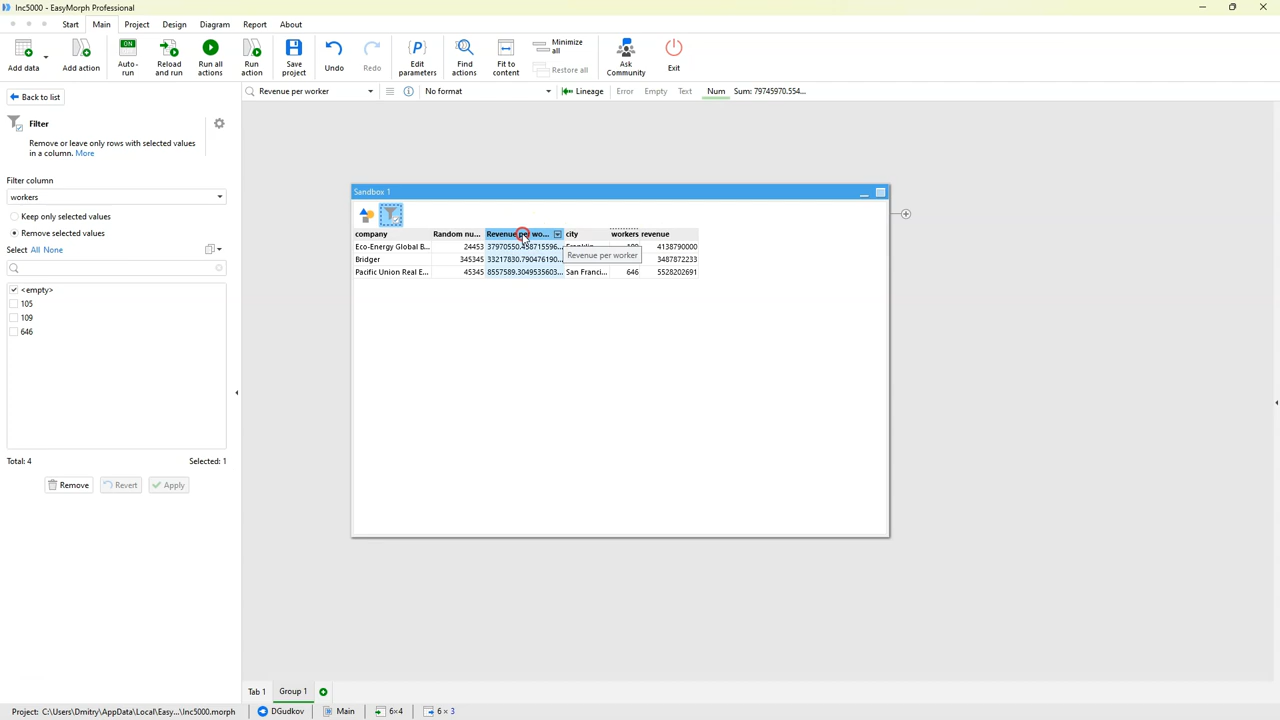 Inc5000 - EasyMorph Professional
Start Main Project Design Diagram Report About
Add data Add action ON Auto-run Reload and run Run all actions Run action Save project Undo Redo {P} Edit parameters Find actions Fit to content Minimize all Restore all Ask Community Exit
Back to list
Revenue per worker No format Lineage Error Empty Text Num Sum: 79745970.554...
Filter
Remove or leave only rows with selected values
in a column. More
Filter column
workers
Keep only selected values
Remove selected values
Select All None
<empty>
105
109
646
Total: 4 Selected: 1
Remove Revert Apply
Sandbox 1
company Random nu... Revenue per wo... city workers revenue
Eco-Energy Global B... 24453 37970550.458715596... 4138790000
Bridger 345345 33217830.790476190... 3487872233
Pacific Union Real E... 45345 8557589.3049535603... San Franci... 646 5528202691
Revenue per worker
Tab 1 Group 1
Project: C:\Users\Dmitry\AppData\Local\Easy...\Inc5000.morph DGudkov Main 6×4 6 × 3